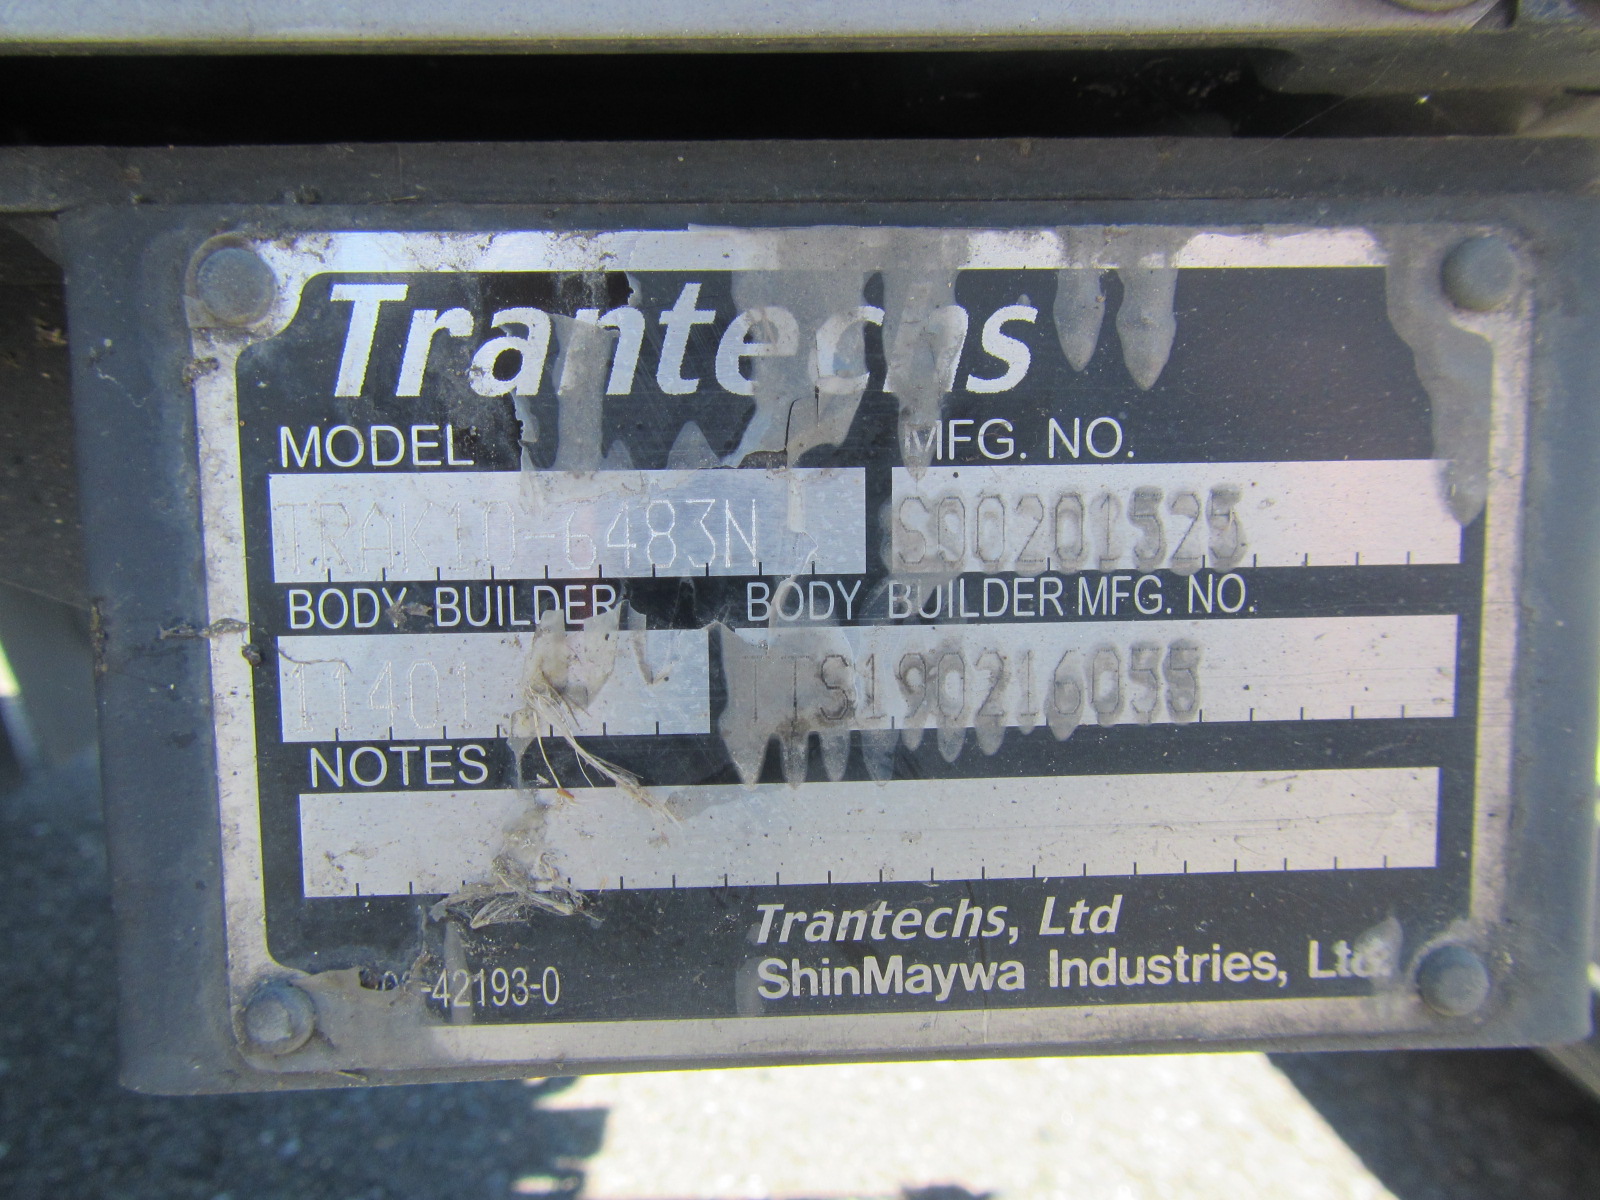 Trantechs
MODEL MFG. NO.
TRAK10-6483N S00201525
BODY BUILDER BODY BUILDER MFG. NO.
11401 TTS190216055
NOTES
Trantechs, Ltd
ShinMaywa Industries, Ltd.
-42193-0